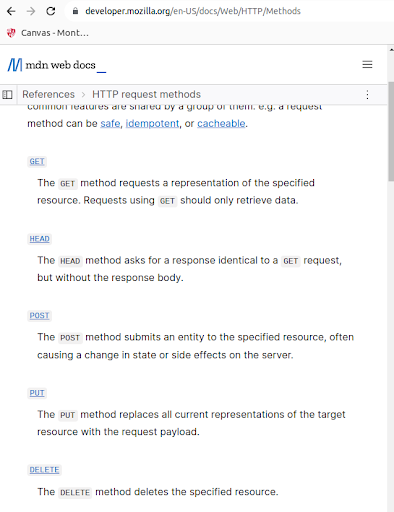 developer.mozilla.org/en-US/docs/Web/HTTP/Methods
Canvas - Mont...
mdn web docs_
References > HTTP request methods
common features are shared by a group of them: e.g. a request
method can be safe, idempotent, or cacheable.
GET
The GET method requests a representation of the specified
resource. Requests using GET should only retrieve data.
HEAD
The HEAD method asks for a response identical to a GET request,
but without the response body.
POST
The POST method submits an entity to the specified resource, often
causing a change in state or side effects on the server.
PUT
The PUT method replaces all current representations of the target
resource with the request payload.
DELETE
The DELETE method deletes the specified resource.